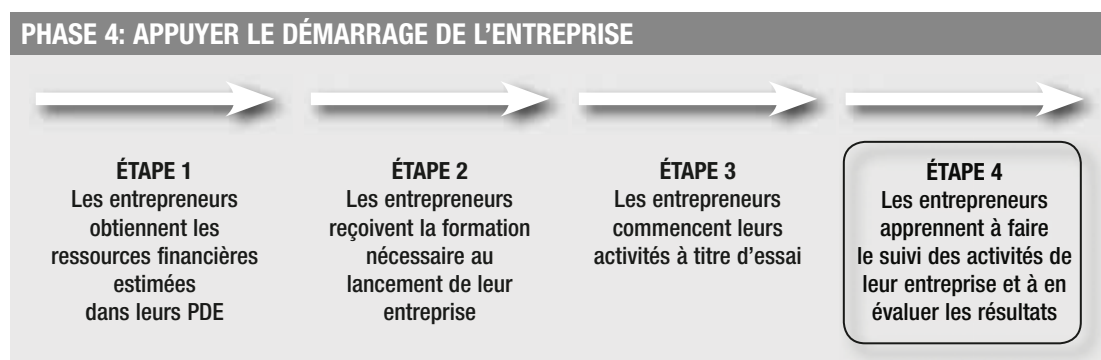 PHASE 4: APPUYER LE DÉMARRAGE DE L'ENTREPRISE
ÉTAPE 1
Les entrepreneurs
obtiennent les
ressources financières
estimées
dans leurs PDE
ÉTAPE 2
Les entrepreneurs
reçoivent la formation
nécessaire au
lancement de leur
entreprise
ÉTAPE 3
Les entrepreneurs
commencent leurs
activités à titre d'essai
ÉTAPE 4
Les entrepreneurs
apprennent à faire
le suivi des activités de
leur entreprise et à en
évaluer les résultats